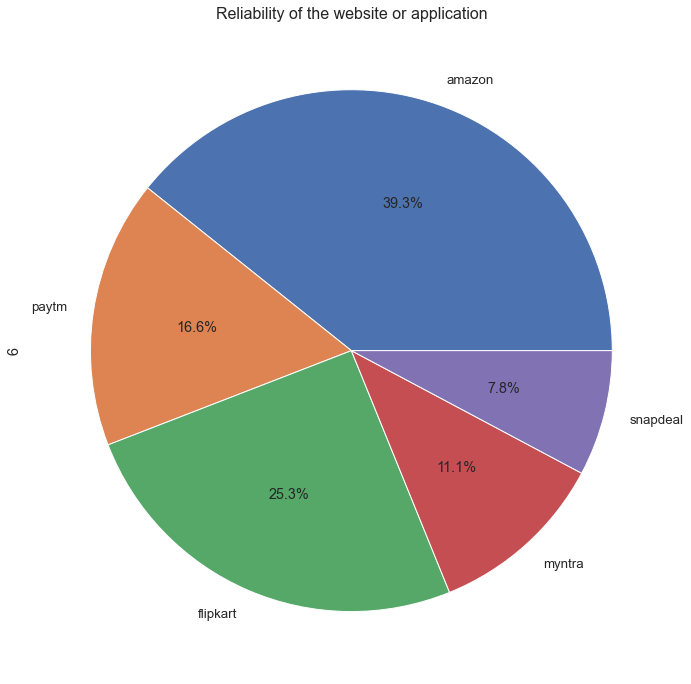 Reliability of the website or application
amazon
39.3%
paytm
16.6%
6
7.8%
snapdeal
11.1%
25.3%
myntra
flipkart